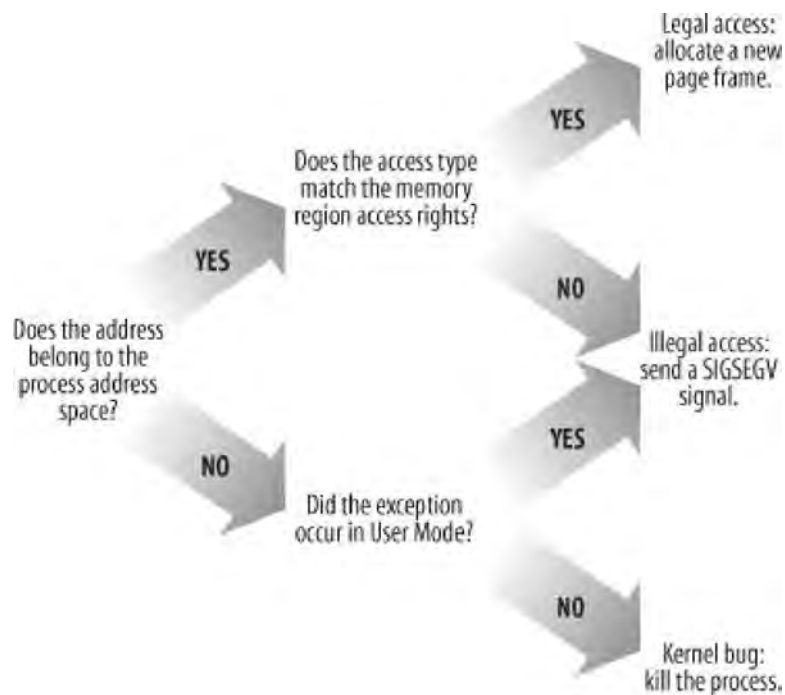 Legal access:
allocate a new
page frame.
YES
Does the access type
match the memory
region access rights?
YES
NO
Does the address
belong to the
process address
space?
Illegal access:
send a SIGSEGV
signal.
YES
NO
Did the exception
occur in User Mode?
NO
Kernel bug:
kill the process.